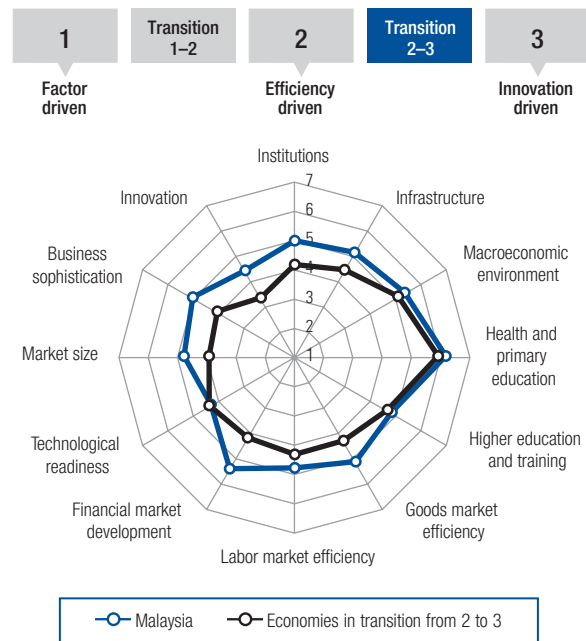 1
Transition
1–2
2
Transition
2–3
3
Factor
driven
Efficiency
driven
Innovation
driven
Institutions
Infrastructure
Macroeconomic
environment
Health and
primary
education
Higher education
and training
Goods market
efficiency
Labor market efficiency
Financial market
development
Technological
readiness
Market size
Business
sophistication
Innovation
7
6
5
4
3
2
1
Malaysia
Economies in transition from 2 to 3